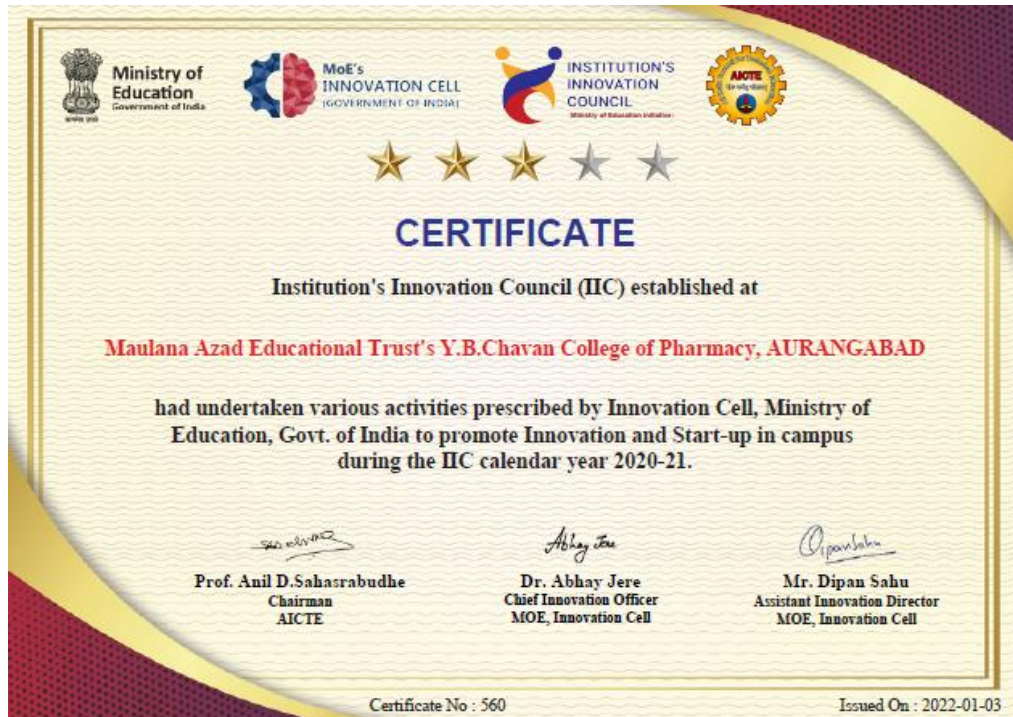 Ministry of
Education
Government of India
MoE's
INNOVATION CELL
(GOVERNMENT OF INDIA)
INSTITUTION'S
INNOVATION
COUNCIL
Ministry of Education Initiative
AICTE
CERTIFICATE
Institution's Innovation Council (IIC) established at
Maulana Azad Educational Trust's Y.B.Chavan College of Pharmacy, AURANGABAD
had undertaken various activities prescribed by Innovation Cell, Ministry of
Education, Govt. of India to promote Innovation and Start-up in campus
during the IIC calendar year 2020-21.
Abhay Jere
Dipansahu
Prof. Anil D.Sahasrabudhe
Chairman
AICTE
Dr. Abhay Jere
Chief Innovation Officer
MOE, Innovation Cell
Mr. Dipan Sahu
Assistant Innovation Director
MOE, Innovation Cell
Certificate No : 560
Issued On : 2022-01-03